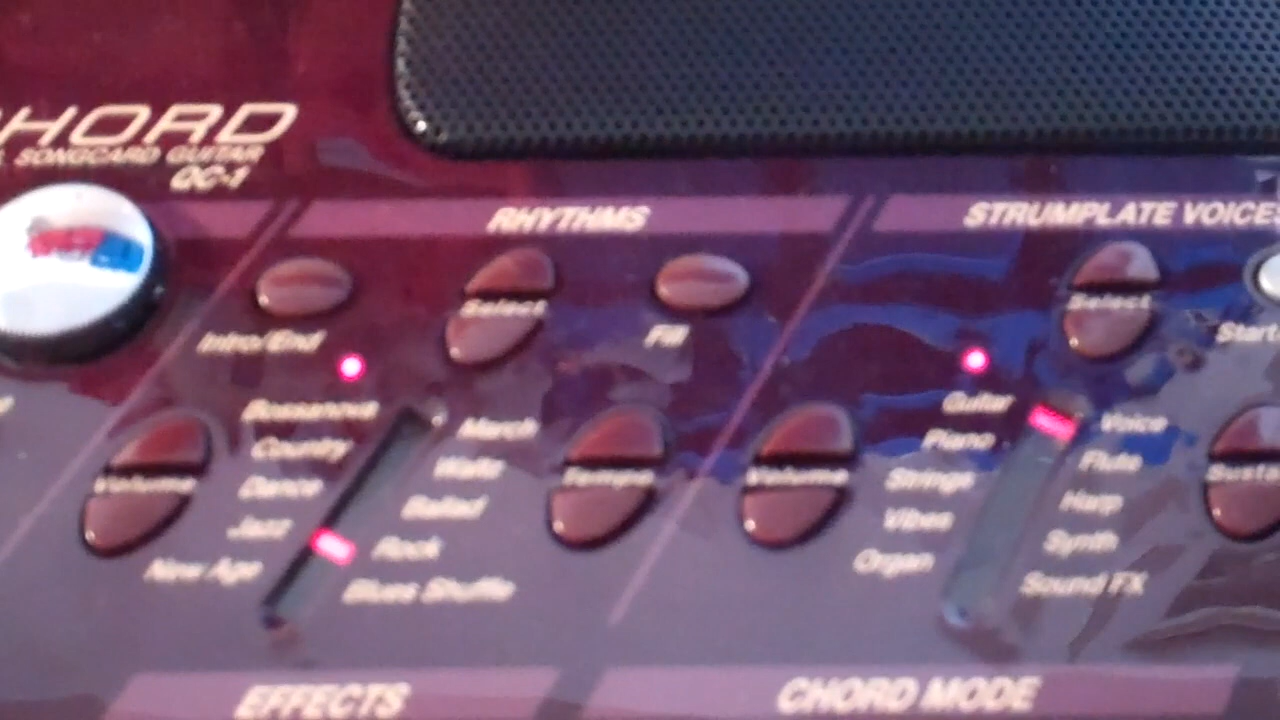 HORD
SONGCARD GUITAR
QC-1
RHYTHMS
STRUMPLATE VOICES
Select
Select
Intro/End
Fill
Start
Bossanova
Country
Dance
Jazz
New Age
March
Waltz
Ballad
Rock
Blues Shuffle
Volume
Tempo
Volume
Guitar
Piano
Strings
Vibes
Organ
Voice
Flute
Harp
Synth
Sound FX
Susta
EFFECTS
CHORD MODE